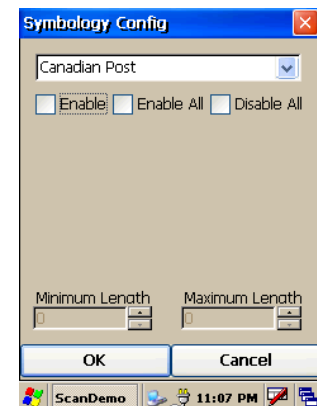 Symbology Config
Canadian Post
Enable Enable All Disable All
Minimum Length Maximum Length
0 0
OK Cancel
ScanDemo 11:07 PM